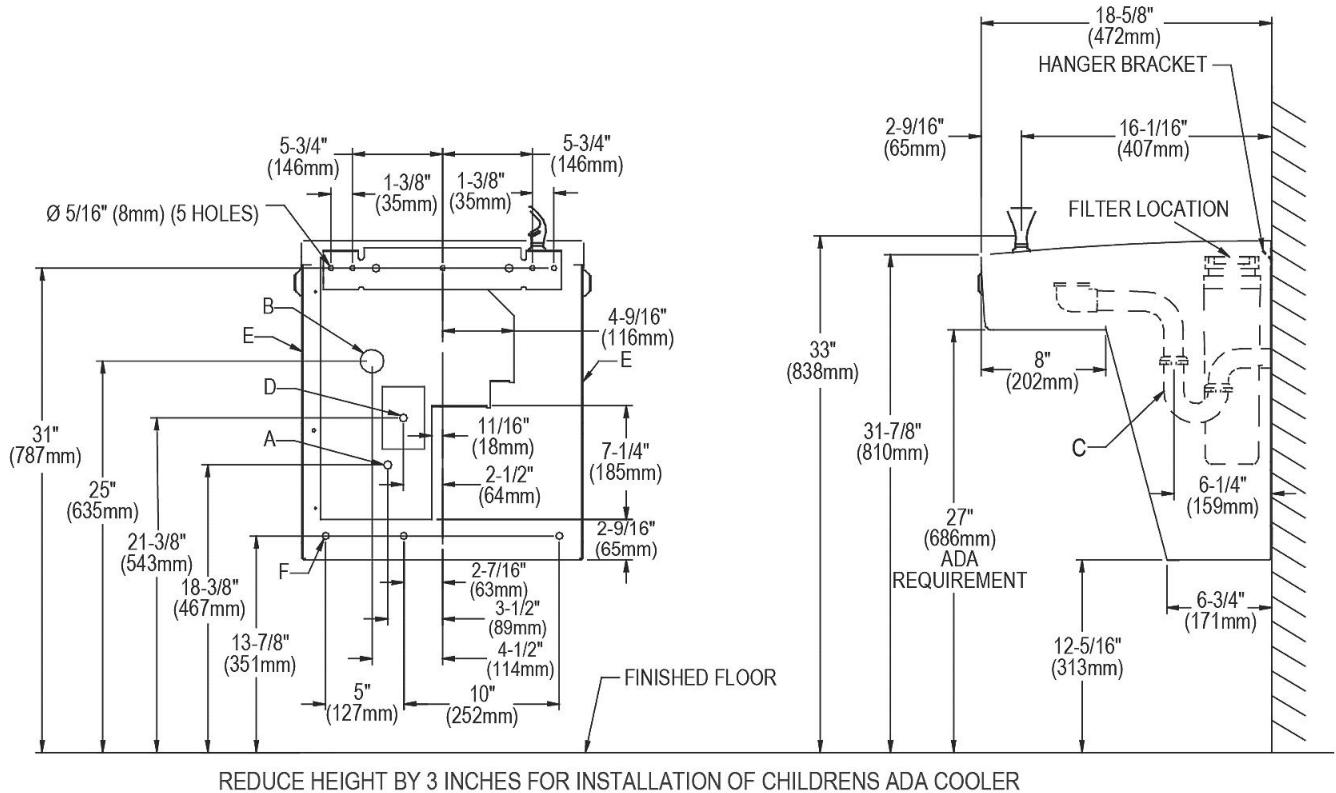 18-5/8"
(472mm)
HANGER BRACKET
2-9/16"
(65mm)
16-1/16"
(407mm)
5-3/4"
(146mm)
5-3/4"
(146mm)
1-3/8"
(35mm)
1-3/8"
(35mm)
Ø 5/16" (8mm) (5 HOLES)
FILTER LOCATION
B
E
4-9/16"
(116mm)
E
33"
(838mm)
8"
(202mm)
D
A
11/16"
(18mm)
7-1/4"
(185mm)
31"
(787mm)
31-7/8"
(810mm)
C
2-1/2"
(64mm)
25"
(635mm)
6-1/4"
(159mm)
21-3/8"
(543mm)
2-9/16"
(65mm)
27"
(686mm)
ADA
REQUIREMENT
F
18-3/8"
(467mm)
2-7/16"
(63mm)
3-1/2"
(89mm)
6-3/4"
(171mm)
13-7/8"
(351mm)
4-1/2"
(114mm)
12-5/16"
(313mm)
5"
(127mm)
10"
(252mm)
FINISHED FLOOR
REDUCE HEIGHT BY 3 INCHES FOR INSTALLATION OF CHILDRENS ADA COOLER